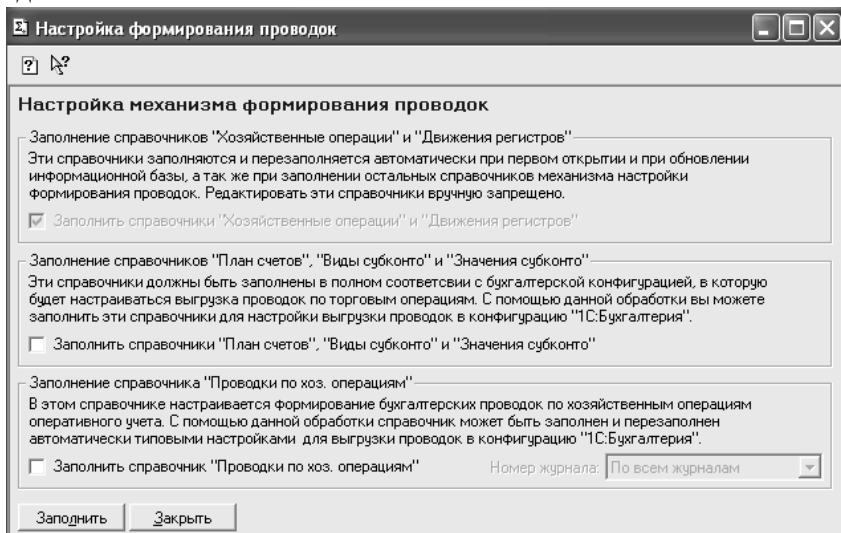 Настройка формирования проводок
Настройка механизма формирования проводок
Заполнение справочников "Хозяйственные операции" и "Движения регистров"
Эти справочники заполняются и перезаполняется автоматически при первом открытии и при обновлении
информационной базы, а так же при заполнении остальных справочников механизма настройки
формирования проводок. Редактировать эти справочники вручную запрещено.
Заполнить справочники "Хозяйственные операции" и "Движения регистров"
Заполнение справочников "План счетов", "Виды субконто" и "Значения субконто"
Эти справочники должны быть заполнены в полном соответсвии с бухгалтерской конфигурацией, в которую
будет настраиваться выгрузка проводок по торговым операциям. С помощью данной обработки вы можете
заполнить эти справочники для настройки выгрузки проводок в конфигурацию "1С:Бухгалтерия".
Заполнить справочники "План счетов", "Виды субконто" и "Значения субконто"
Заполнение справочника "Проводки по хоз. операциям"
В этом справочнике настраивается формирование бухгалтерских проводок по хозяйственным операциям
оперативного учета. С помощью данной обработки справочник может быть заполнен и перезаполнен
автоматически типовыми настройками для выгрузки проводок в конфигурацию "1С:Бухгалтерия".
Заполнить справочник "Проводки по хоз. операциям" Номер журнала: По всем журналам
Заполнить Закрыть